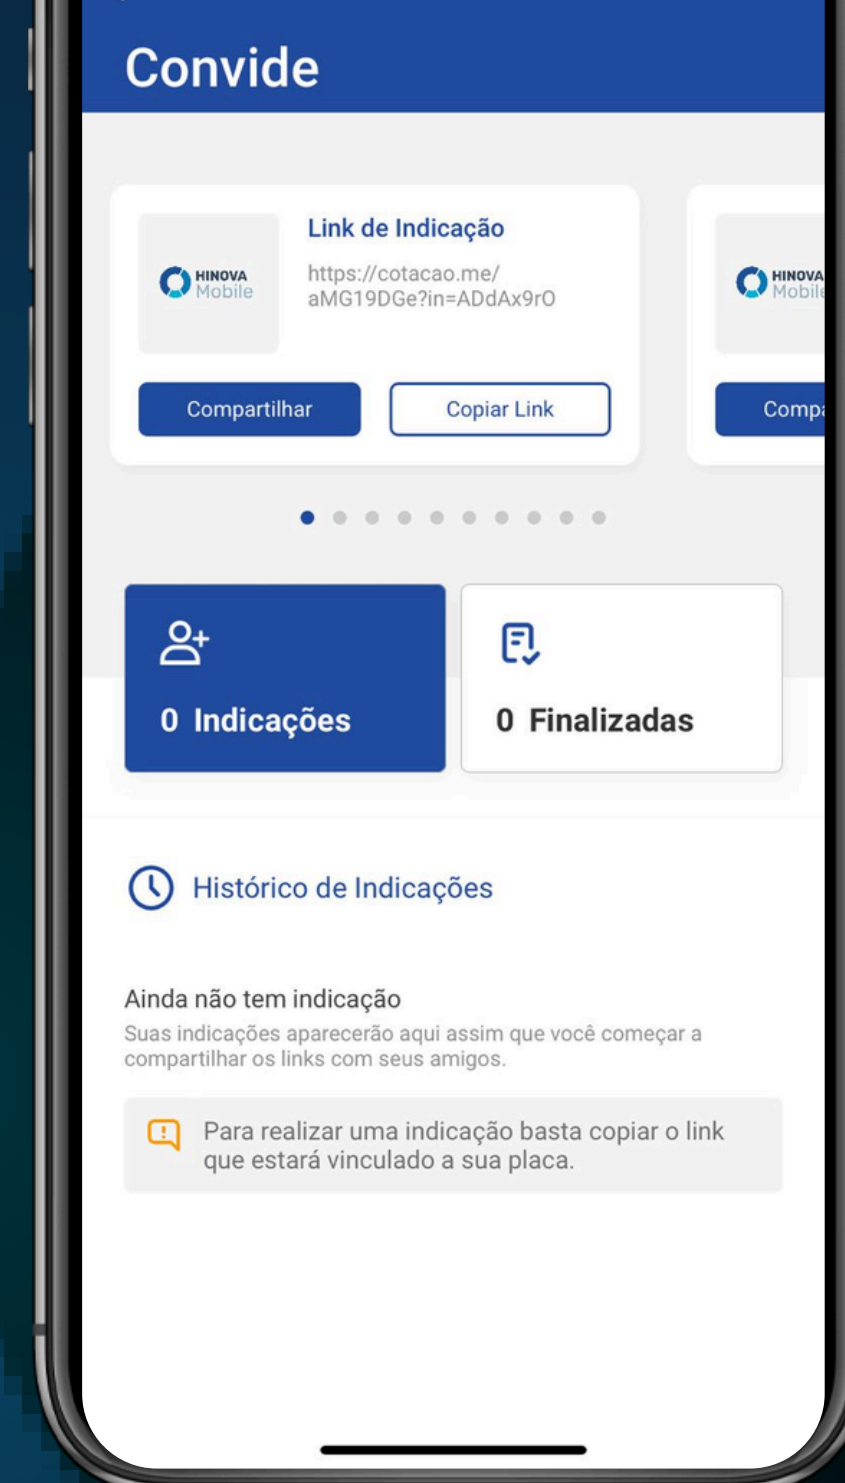 Convide
Link de Indicação
HINOVA
Mobile
https://cotacao.me/
aMG19DGe?in=ADdAx9rO
Compartilhar
Copiar Link
HINOVA
Mobile
Compa
0 Indicações
0 Finalizadas
Histórico de Indicações
Ainda não tem indicação
Suas indicações aparecerão aqui assim que você começar a
compartilhar os links com seus amigos.
Para realizar uma indicação basta copiar o link
que estará vinculado a sua placa.